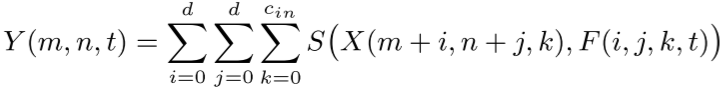 $Y(m,n,t) = \sum_{i=0}^{d} \sum_{j=0}^{d} \sum_{k=0}^{c_{in}} S\big(X(m+i,n+j,k),F(i,j,k,t)\big)$